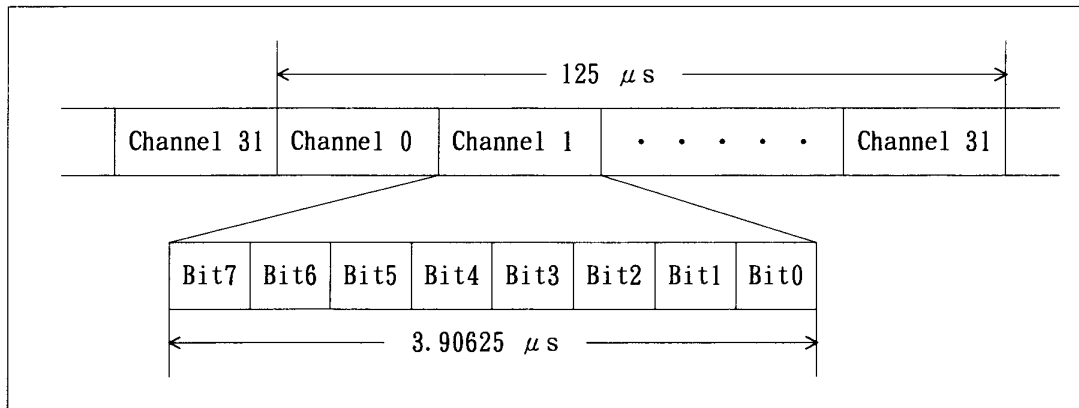 125 μs
Channel 31 Channel 0 Channel 1 · · · · · Channel 31
Bit7 Bit6 Bit5 Bit4 Bit3 Bit2 Bit1 Bit0
3.90625 μs